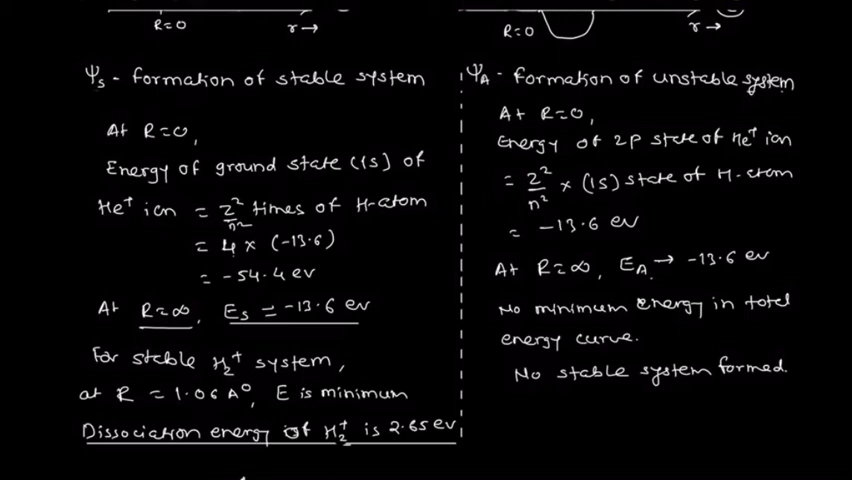 R=0
r→
R=0
r→
Ψs - formation of stable system
At R=0,
Energy of ground state (1s) of
He⁺ ion = Z²/n² times of H-atom
= 4 × (-13.6)
= -54.4 ev
At R=∞, Es = -13.6 ev
For stable H₂⁺ system,
at R = 1.06 A⁰, E is minimum
Dissociation energy of H₂⁺ is 2.65 ev
ΨA - formation of unstable system
At R=0,
Energy of 2P state of He⁺ ion
= Z²/n² × (1s) state of H-atom
= -13.6 ev
At R=∞, EA → -13.6 ev
No minimum energy in total
energy curve.
No stable system formed.